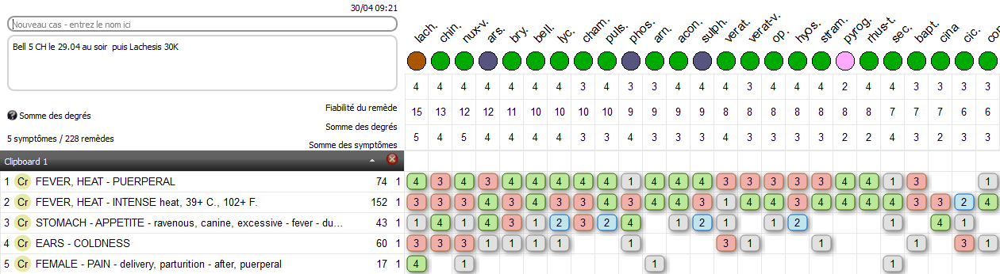 30/04 09:21
Nouveau cas - entrez le nom ici
Bell 5 CH le 29.04 au soir puis Lachesis 30K
lach. chin. nux-v. ars. bry. bell. lyc. cham. puls. phos. arn. acon. sulph. verat. verat-v. op. hyos. stram. pyrog. rhus-t. sec. bapt. cina cic.
Fiabilité du remède 4 4 4 4 4 4 4 3 4 3 3 4 4 4 3 4 4 4 2 4 4 3 3 3 3
Somme des degrés
Somme des degrés 15 13 12 12 11 10 10 10 10 9 9 9 9 8 8 8 8 8 8 8 7 7 7 6 6
5 symptômes / 228 remèdes
Somme des symptômes 5 4 5 4 4 4 4 3 3 4 3 3 3 4 3 3 3 2 2 2 4 3 2 3 3
Clipboard 1
1 Cr FEVER, HEAT - PUERPERAL 74 1 4 3 4 3 4 4 4 4 4 1 4 4 4 3 3 3 3 3 4 4 1 3 1
2 Cr FEVER, HEAT - INTENSE heat, 39+ C., 102+ F. 152 1 3 3 3 4 3 4 3 3 4 3 4 4 3 1 4 4 3 4 4 4 4 3 3 2 4
3 Cr STOMACH - APPETITE - ravenous, canine, excessive - fever - du... 43 1 1 4 1 4 3 1 2 3 2 4 1 2 1 1 2 1 4 1
4 Cr EARS - COLDNESS 60 1 3 3 3 1 1 1 1 1 3 1 1 1 3 1
5 Cr FEMALE - PAIN - delivery, parturition - after, puerperal 17 1 4 1 1 1